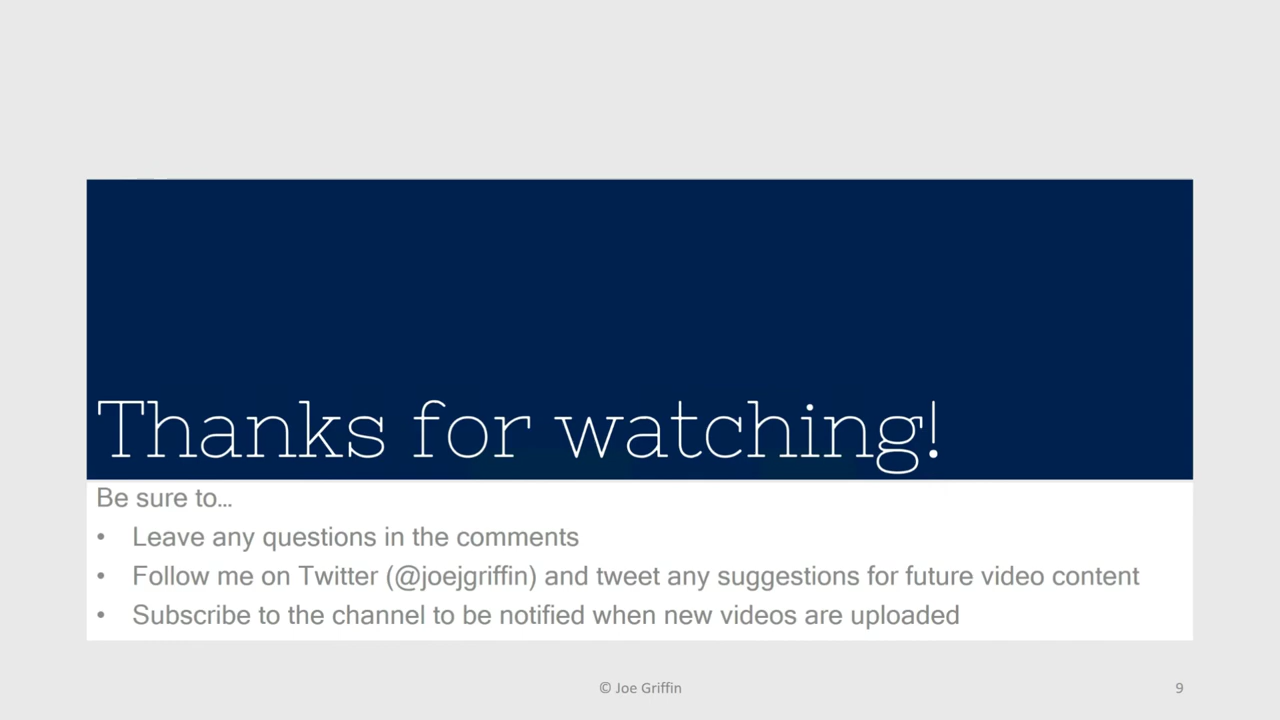 Thanks for watching!
Be sure to...
• Leave any questions in the comments
• Follow me on Twitter (@joejgriffin) and tweet any suggestions for future video content
• Subscribe to the channel to be notified when new videos are uploaded
© Joe Griffin
9